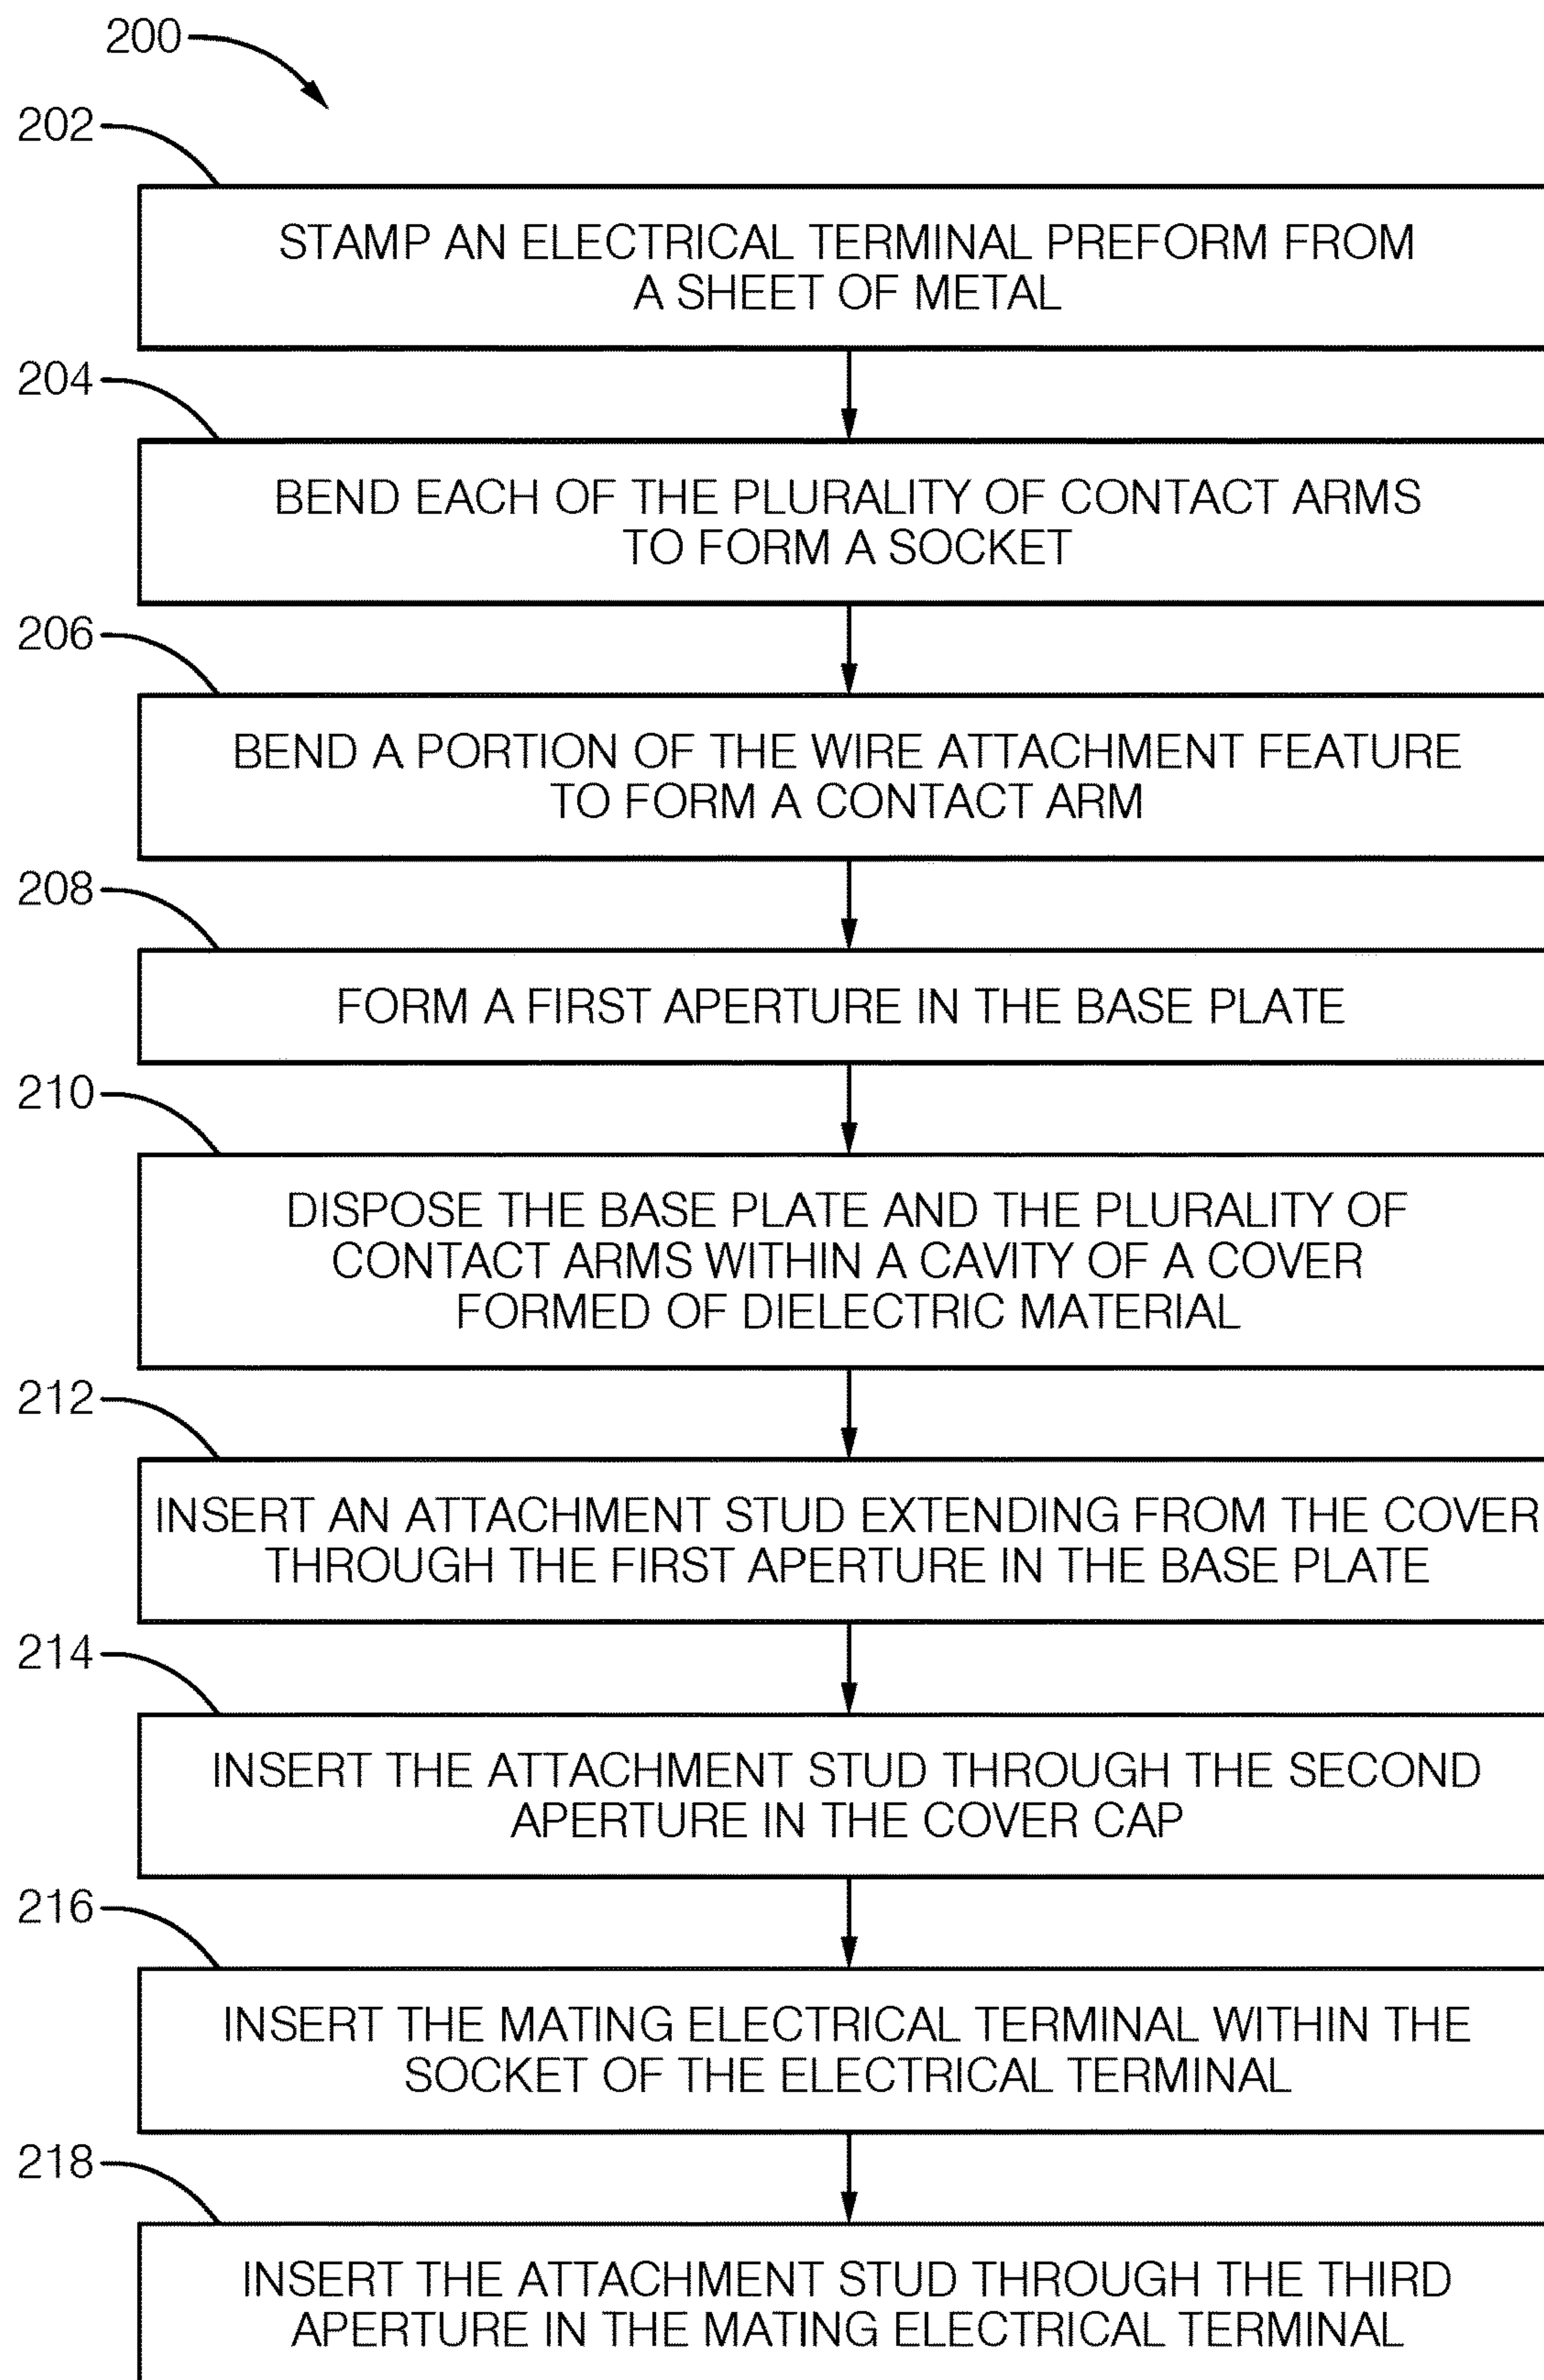 200
202
STAMP AN ELECTRICAL TERMINAL PREFORM FROM
A SHEET OF METAL
204
BEND EACH OF THE PLURALITY OF CONTACT ARMS
TO FORM A SOCKET
206
BEND A PORTION OF THE WIRE ATTACHMENT FEATURE
TO FORM A CONTACT ARM
208
FORM A FIRST APERTURE IN THE BASE PLATE
210
DISPOSE THE BASE PLATE AND THE PLURALITY OF
CONTACT ARMS WITHIN A CAVITY OF A COVER
FORMED OF DIELECTRIC MATERIAL
212
INSERT AN ATTACHMENT STUD EXTENDING FROM THE COVER
THROUGH THE FIRST APERTURE IN THE BASE PLATE
214
INSERT THE ATTACHMENT STUD THROUGH THE SECOND
APERTURE IN THE COVER CAP
216
INSERT THE MATING ELECTRICAL TERMINAL WITHIN THE
SOCKET OF THE ELECTRICAL TERMINAL
218
INSERT THE ATTACHMENT STUD THROUGH THE THIRD
APERTURE IN THE MATING ELECTRICAL TERMINAL